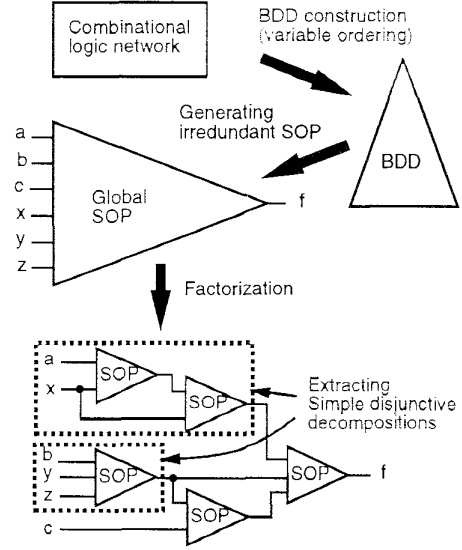 Combinational
logic network
BDD construction
(variable ordering)
Generating
irredundant SOP
BDD
a
b
c
x
y
z
Global
SOP
f
Factorization
a
x
SOP
SOP
Extracting
Simple disjunctive
decompositions
b
y
z
SOP
SOP
f
c
SOP